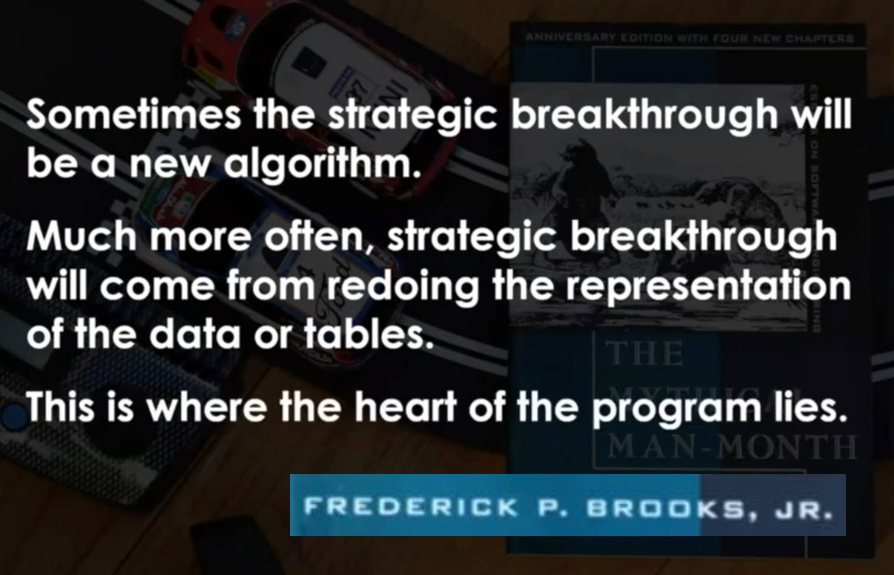 ANNIVERSARY EDITION WITH FOUR NEW CHAPTERS
Sometimes the strategic breakthrough will
be a new algorithm.
Much more often, strategic breakthrough
will come from redoing the representation
of the data or tables.
This is where the heart of the program lies.
THE
MYTHICAL
MAN-MONTH
FREDERICK P. BROOKS, JR.